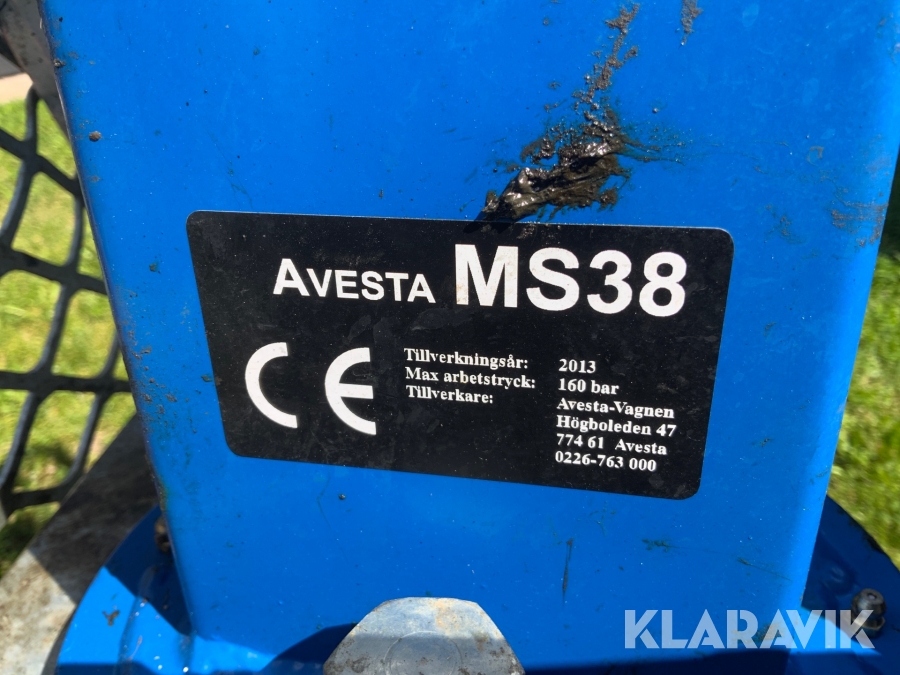 AVESTA MS38
CE
Tillverkningsår: 2013
Max arbetstryck: 160 bar
Tillverkare: Avesta-Vagnen
Högboleden 47
774 61 Avesta
0226-763 000
KLARAVIK